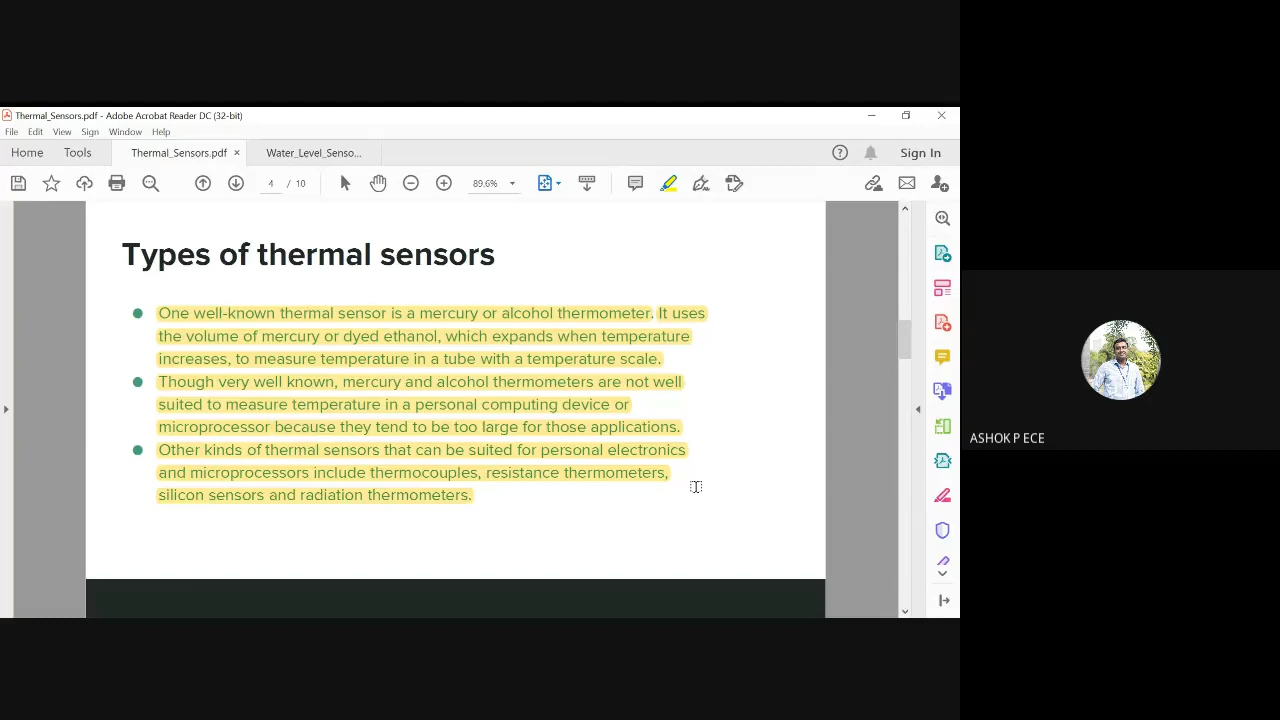 Thermal_Sensors.pdf - Adobe Acrobat Reader DC (32-bit)
File Edit View Sign Window Help
Home Tools Thermal_Sensors.pdf × Water_Level_Senso... Sign In
4 / 10 89.6%
Types of thermal sensors
One well-known thermal sensor is a mercury or alcohol thermometer. It uses
the volume of mercury or dyed ethanol, which expands when temperature
increases, to measure temperature in a tube with a temperature scale.
Though very well known, mercury and alcohol thermometers are not well
suited to measure temperature in a personal computing device or
microprocessor because they tend to be too large for those applications.
Other kinds of thermal sensors that can be suited for personal electronics
and microprocessors include thermocouples, resistance thermometers,
silicon sensors and radiation thermometers.
ASHOK P ECE